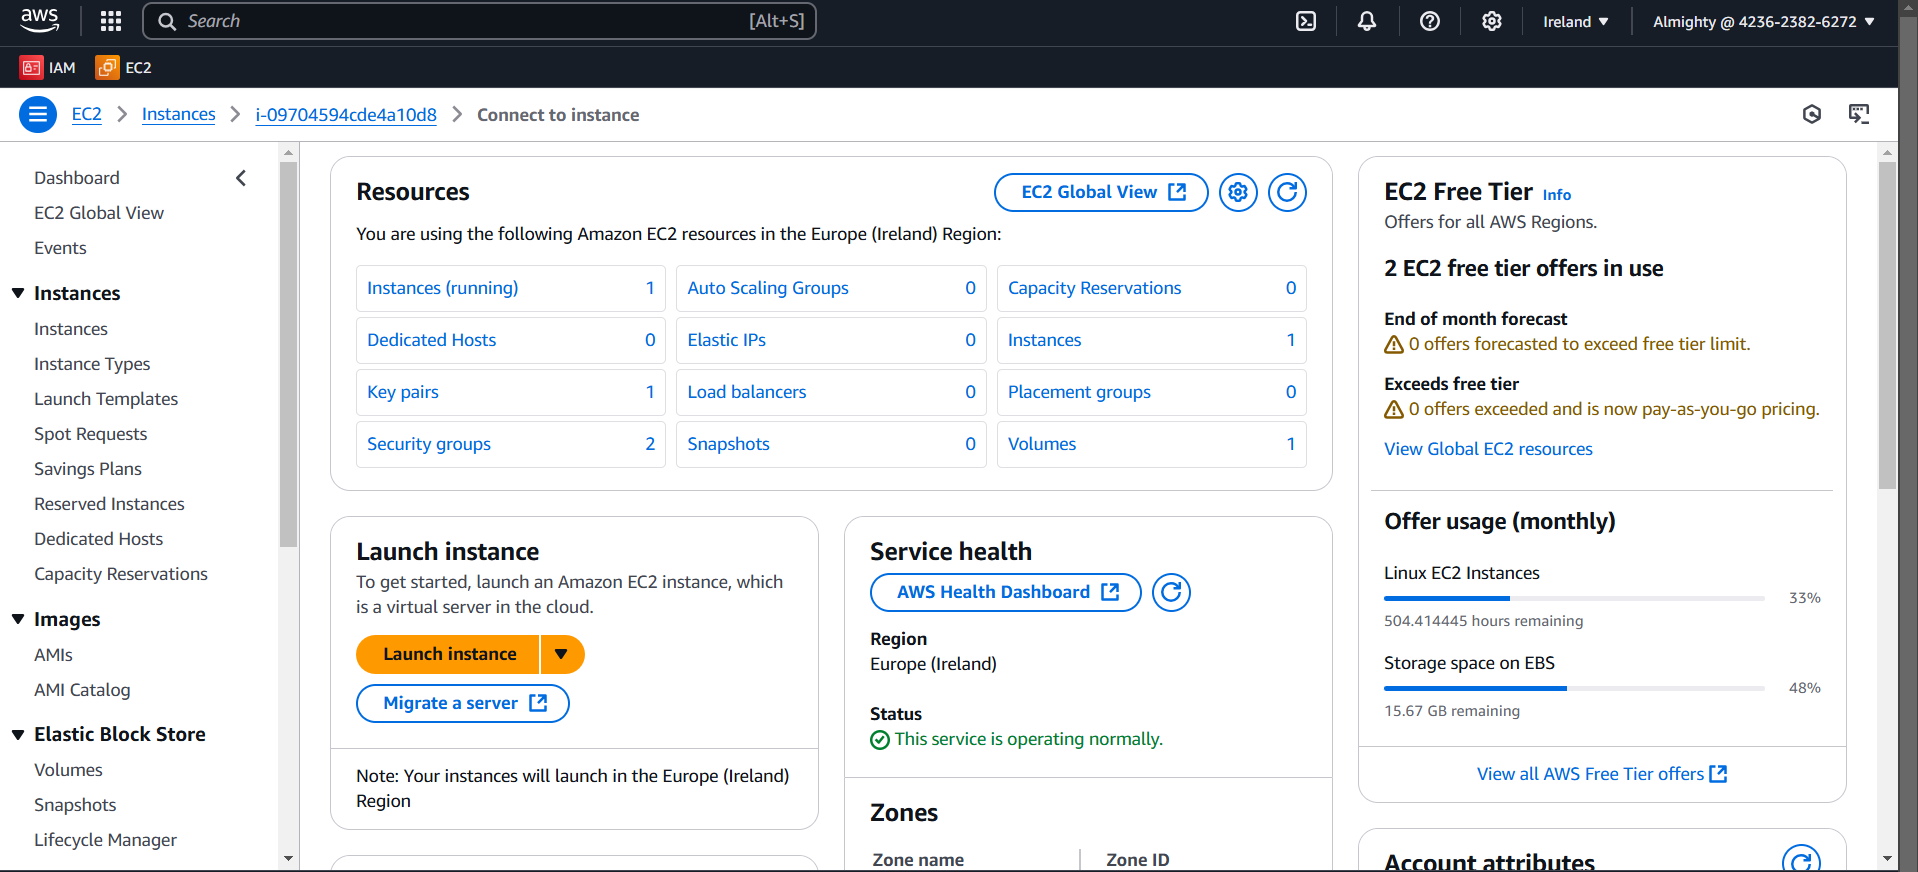 aws
Search [Alt+S]
Ireland
Almighty @ 4236-2382-6272
IAM
EC2
EC2 Instances i-09704594cde4a10d8 Connect to instance
Dashboard
EC2 Global View
Events
Instances
Instances
Instance Types
Launch Templates
Spot Requests
Savings Plans
Reserved Instances
Dedicated Hosts
Capacity Reservations
Images
AMIs
AMI Catalog
Elastic Block Store
Volumes
Snapshots
Lifecycle Manager
Resources
EC2 Global View
You are using the following Amazon EC2 resources in the Europe (Ireland) Region:
Instances (running) 1
Auto Scaling Groups 0
Capacity Reservations 0
Dedicated Hosts 0
Elastic IPs 0
Instances 1
Key pairs 1
Load balancers 0
Placement groups 0
Security groups 2
Snapshots 0
Volumes 1
Launch instance
To get started, launch an Amazon EC2 instance, which
is a virtual server in the cloud.
Launch instance
Migrate a server
Note: Your instances will launch in the Europe (Ireland)
Region
Service health
AWS Health Dashboard
Region
Europe (Ireland)
Status
This service is operating normally.
Zones
Zone name
Zone ID
EC2 Free Tier Info
Offers for all AWS Regions.
2 EC2 free tier offers in use
End of month forecast
0 offers forecasted to exceed free tier limit.
Exceeds free tier
0 offers exceeded and is now pay-as-you-go pricing.
View Global EC2 resources
Offer usage (monthly)
Linux EC2 Instances
33%
504.414445 hours remaining
Storage space on EBS
48%
15.67 GB remaining
View all AWS Free Tier offers
Account attributes